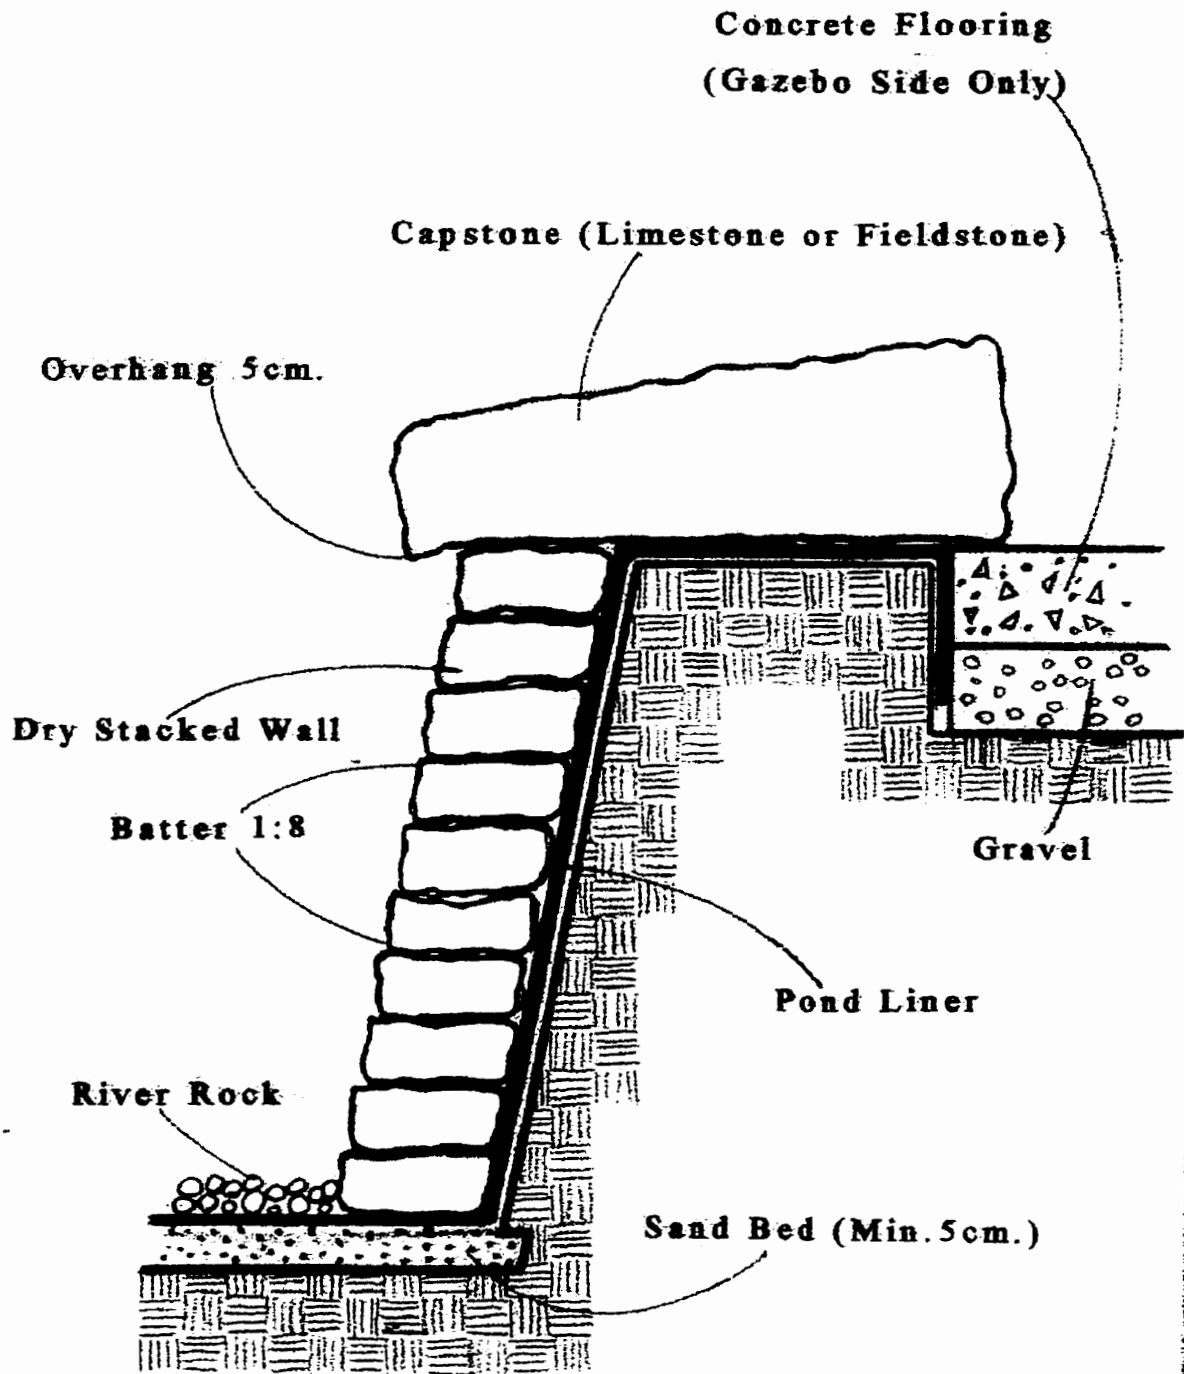 Concrete Flooring
(Gazebo Side Only)
Capstone (Limestone or Fieldstone)
Overhang 5cm.
Dry Stacked Wall
Batter 1:8
Gravel
Pond Liner
River Rock
Sand Bed (Min.5cm.)